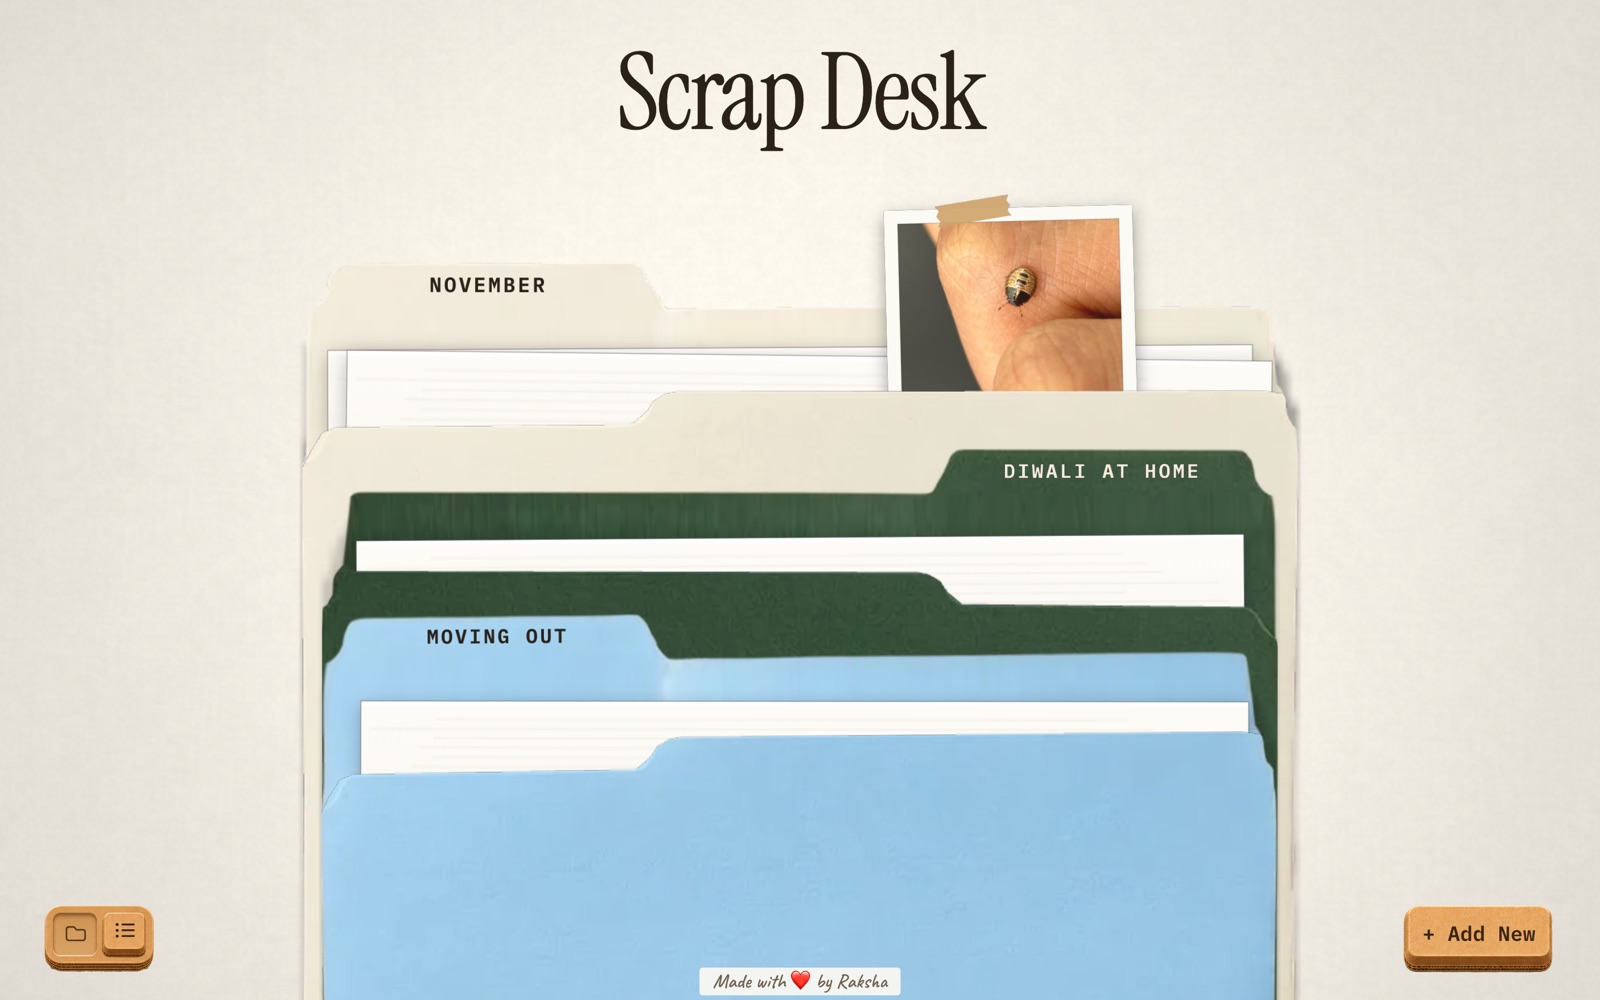 Scrap Desk
NOVEMBER
DIWALI AT HOME
MOVING OUT
+ Add New
Made with ❤️ by Raksha